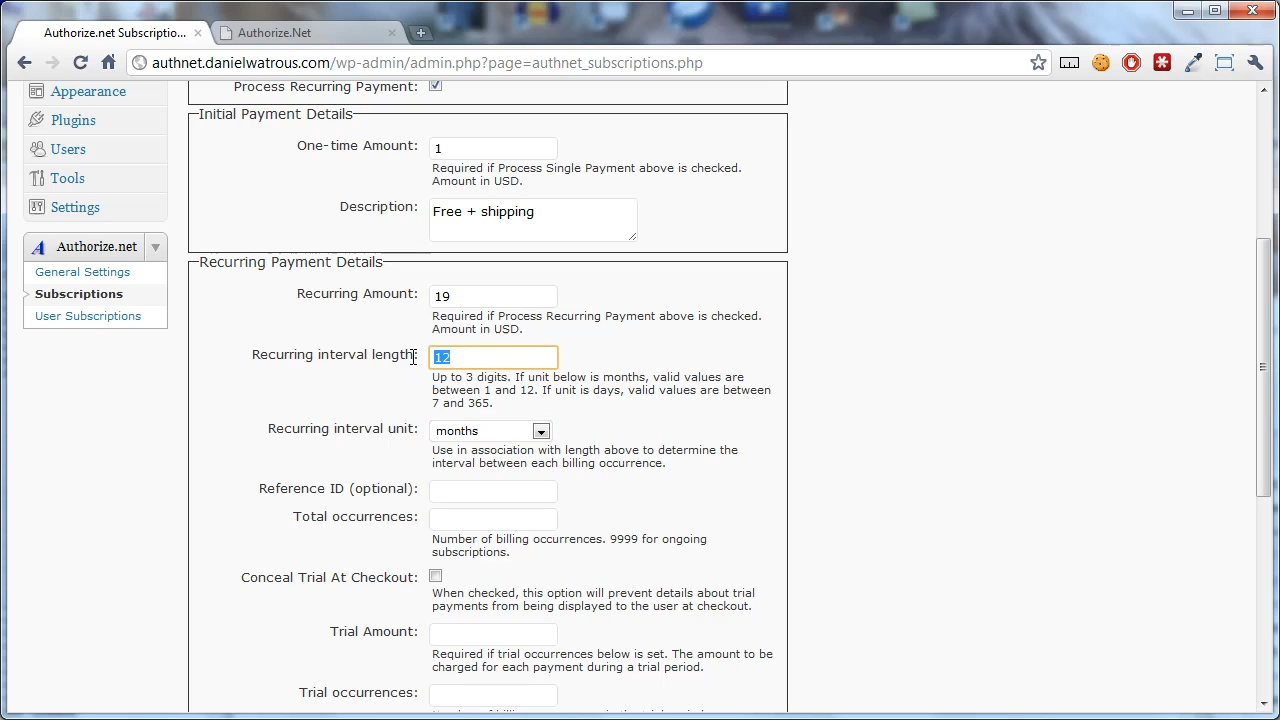 Authorize.net Subscriptio...
Authorize.Net
authnet.danielwatrous.com/wp-admin/admin.php?page=authnet_subscriptions.php
Appearance
Plugins
Users
Tools
Settings
Authorize.net
General Settings
Subscriptions
User Subscriptions
Process Recurring Payment:
Initial Payment Details
One-time Amount: 1
Required if Process Single Payment above is checked.
Amount in USD.
Description: Free + shipping
Recurring Payment Details
Recurring Amount: 19
Required if Process Recurring Payment above is checked.
Amount in USD.
Recurring interval length: 12
Up to 3 digits. If unit below is months, valid values are
between 1 and 12. If unit is days, valid values are between
7 and 365.
Recurring interval unit: months
Use in association with length above to determine the
interval between each billing occurrence.
Reference ID (optional):
Total occurrences:
Number of billing occurrences. 9999 for ongoing
subscriptions.
Conceal Trial At Checkout:
When checked, this option will prevent details about trial
payments from being displayed to the user at checkout.
Trial Amount:
Required if trial occurrences below is set. The amount to be
charged for each payment during a trial period.
Trial occurrences: